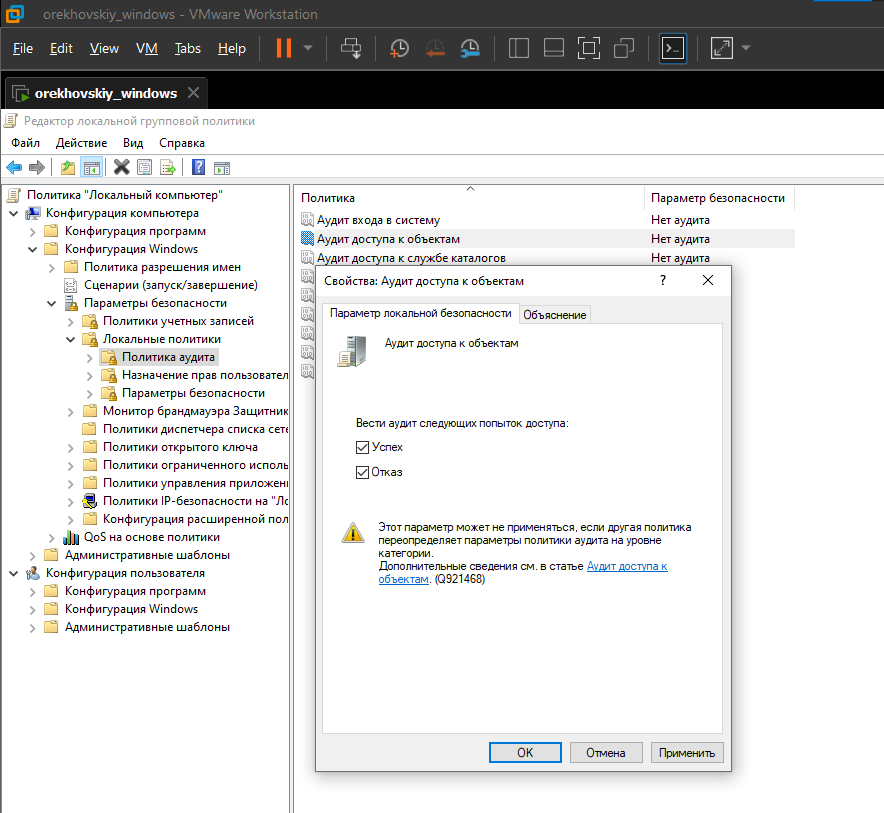 orekhovskiy_windows - VMware Workstation
File Edit View VM Tabs Help
orekhovskiy_windows
Редактор локальной групповой политики
Файл Действие Вид Справка
Политика "Локальный компьютер"
Конфигурация компьютера
Конфигурация программ
Конфигурация Windows
Политика разрешения имен
Сценарии (запуск/завершение)
Параметры безопасности
Политики учетных записей
Локальные политики
Политика аудита
Назначение прав пользовател
Параметры безопасности
Монитор брандмауэра Защитник
Политики диспетчера списка сете
Политики открытого ключа
Политики ограниченного исполь
Политики управления приложен
Политики IP-безопасности на "Ло
Конфигурация расширенной пол
QoS на основе политики
Административные шаблоны
Конфигурация пользователя
Конфигурация программ
Конфигурация Windows
Административные шаблоны
Политика Параметр безопасности
Аудит входа в систему Нет аудита
Аудит доступа к объектам Нет аудита
Аудит доступа к службе каталогов Нет аудита
Свойства: Аудит доступа к объектам
Параметр локальной безопасности Объяснение
Аудит доступа к объектам
Вести аудит следующих попыток доступа:
Успех
Отказ
Этот параметр может не применяться, если другая политика
переопределяет параметры политики аудита на уровне
категории.
Дополнительные сведения см. в статье Аудит доступа к
объектам. (Q921468)
ОК Отмена Применить